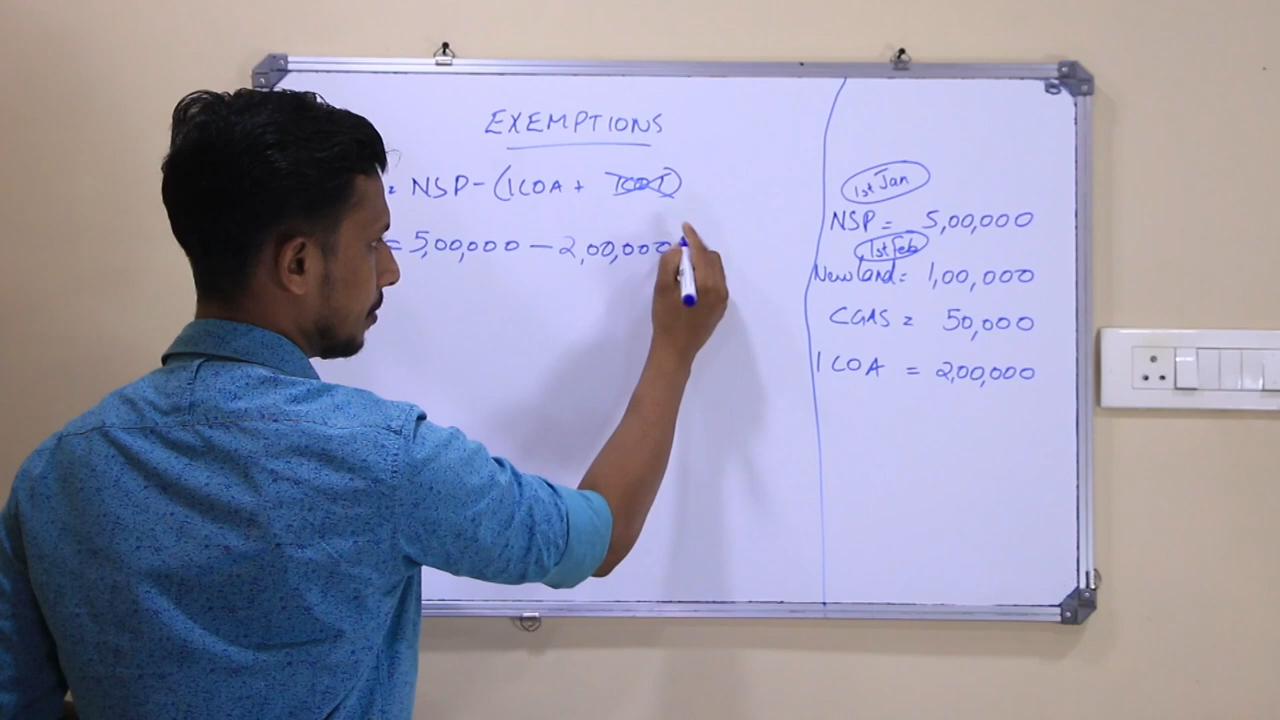 EXEMPTIONS
= NSP - (ICOA + ICOI)
= 5,00,000 - 2,00,000
1st Jan
NSP = 5,00,000
1st Feb
New land = 1,00,000
CGAS = 50,000
ICOA = 2,00,000